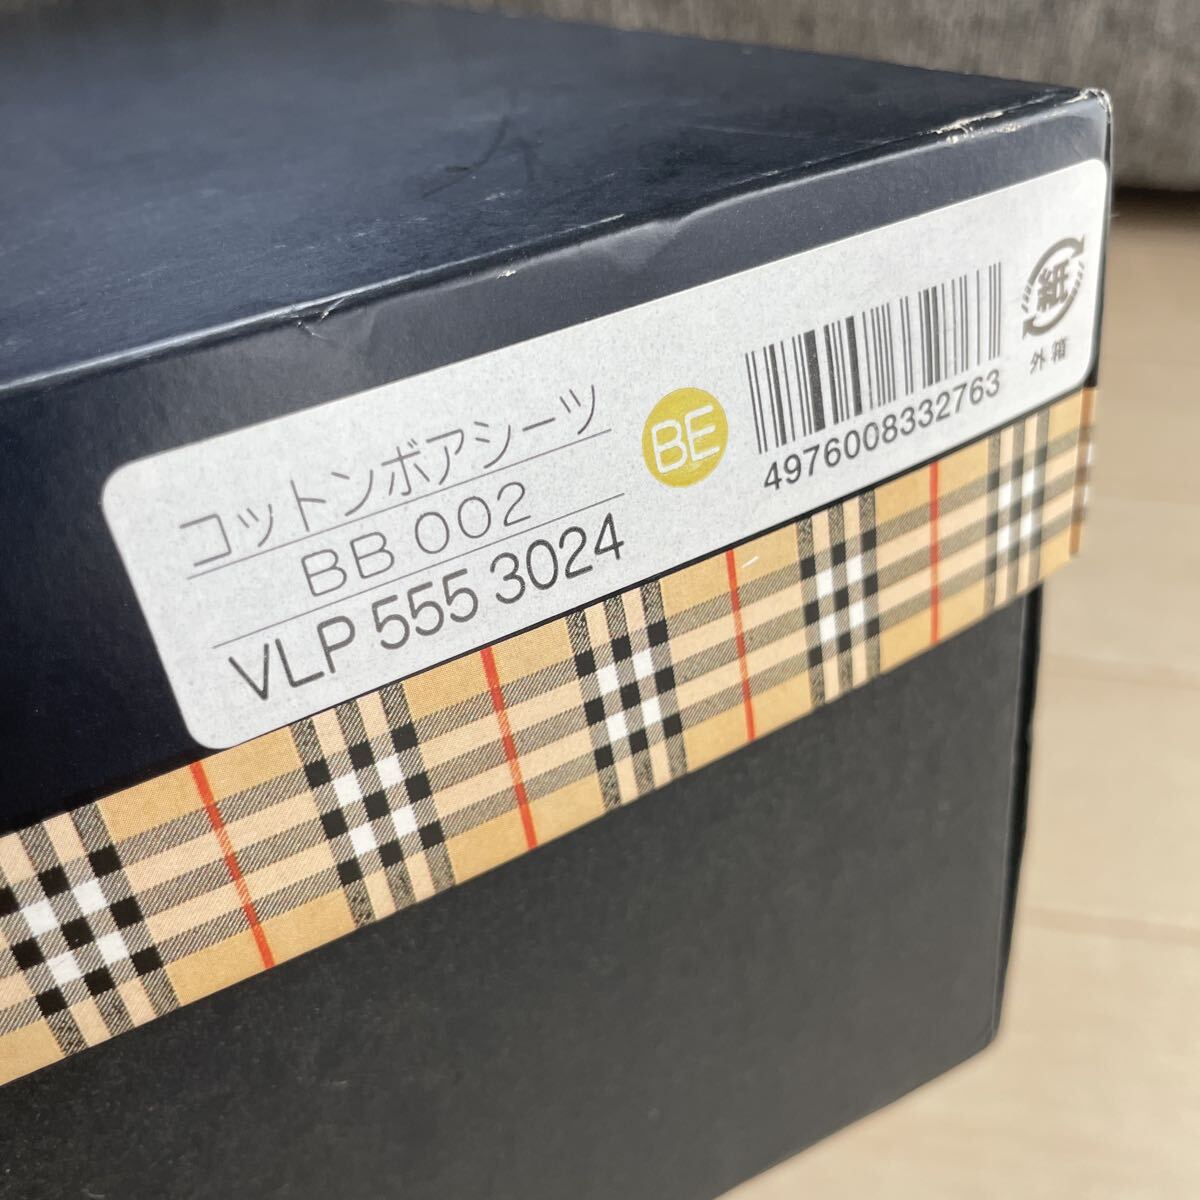 コットンボアシーツ
BB 002
VLP 555 3024
BE
4976008332763
紙
外箱